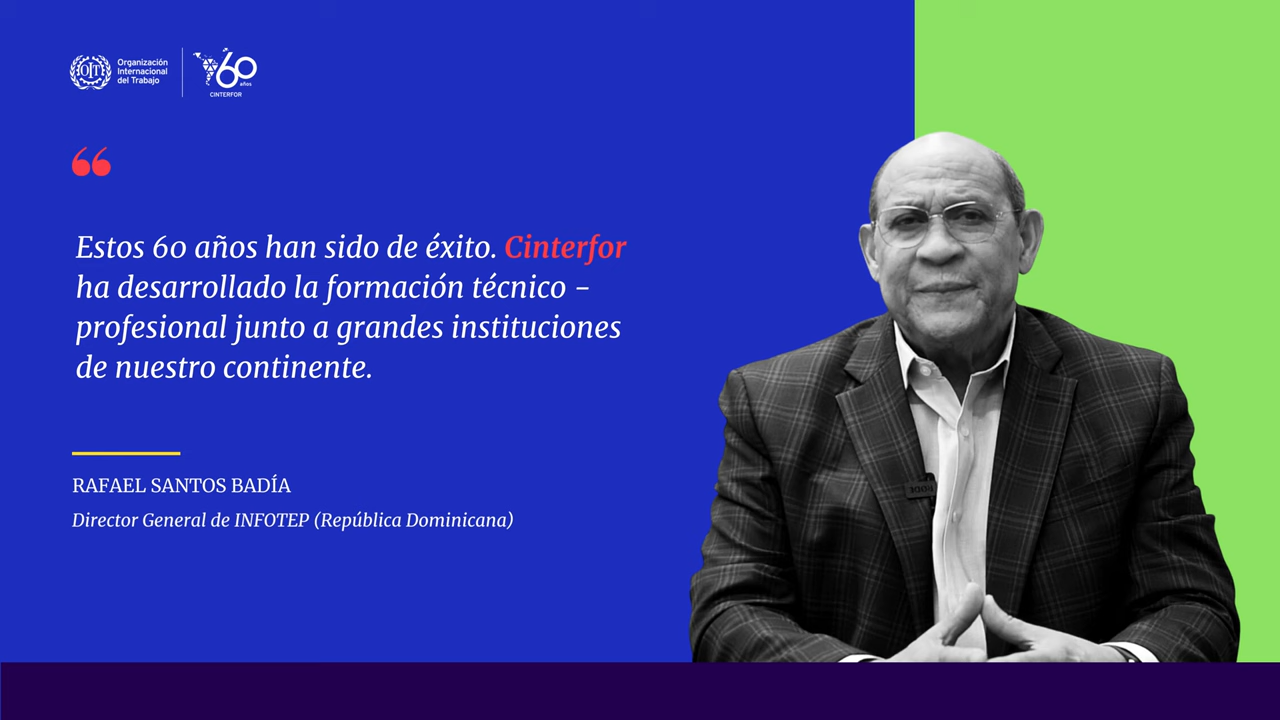 OIT
Organización
Internacional
del Trabajo
60
años
CINTERFOR
“
Estos 60 años han sido de éxito. Cinterfor
ha desarrollado la formación técnico -
profesional junto a grandes instituciones
de nuestro continente.
RAFAEL SANTOS BADÍA
Director General de INFOTEP (República Dominicana)